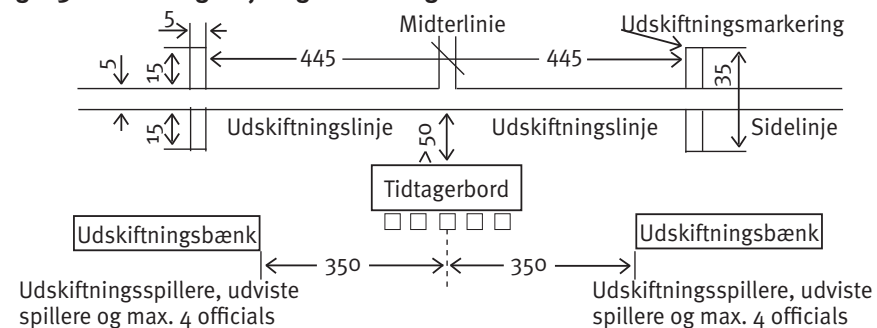 5
Midterlinie
Udskiftningsmarkering
445
445
5
15
35
15
Udskiftningslinje
Udskiftningslinje
Sidelinje
>50
Tidtagerbord
Udskiftningsbænk
Udskiftningsbænk
350
350
Udskiftningsspillere, udviste
spillere og max. 4 officials
Udskiftningsspillere, udviste
spillere og max. 4 officials